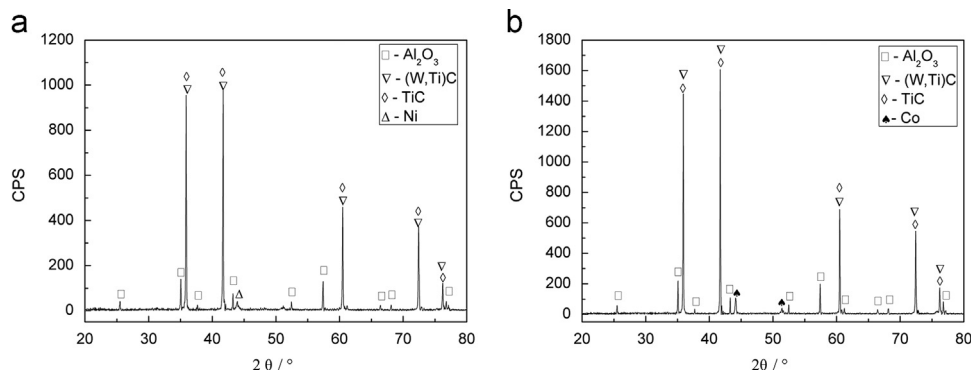 a
1200
1000
800
600
400
200
0
CPS
20 30 40 50 60 70 80
2 θ / °
□ - Al₂O₃
▽ - (W,Ti)C
◇ - TiC
△ - Ni
b
1800
1600
1400
1200
1000
800
600
400
200
0
CPS
20 30 40 50 60 70 80
2θ / °
□ - Al₂O₃
▽ - (W,Ti)C
◇ - TiC
♠ - Co